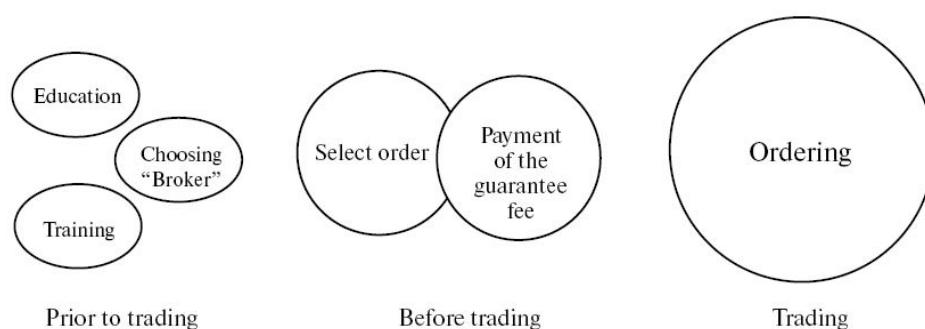 Education
Choosing
“Broker”
Training
Select order
Payment
of the
guarantee
fee
Ordering
Prior to trading
Before trading
Trading